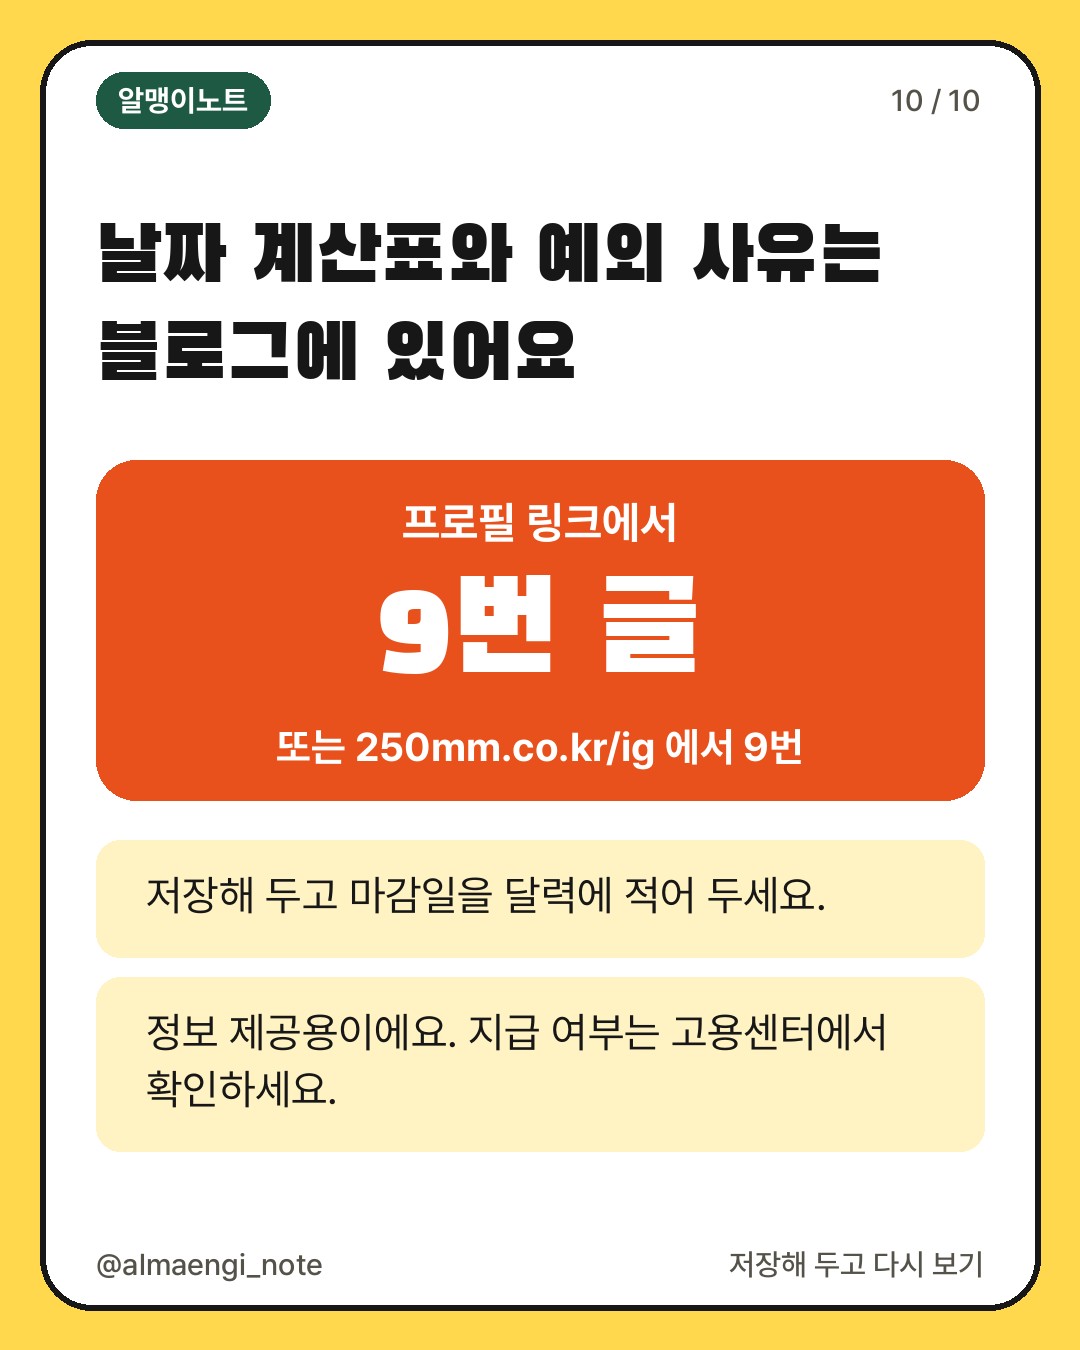 알맹이노트
10 / 10
날짜 계산표와 예외 사유는
블로그에 있어요
프로필 링크에서
9번 글
또는 250mm.co.kr/ig 에서 9번
저장해 두고 마감일을 달력에 적어 두세요.
정보 제공용이에요. 지급 여부는 고용센터에서
확인하세요.
@almaengi_note
저장해 두고 다시 보기